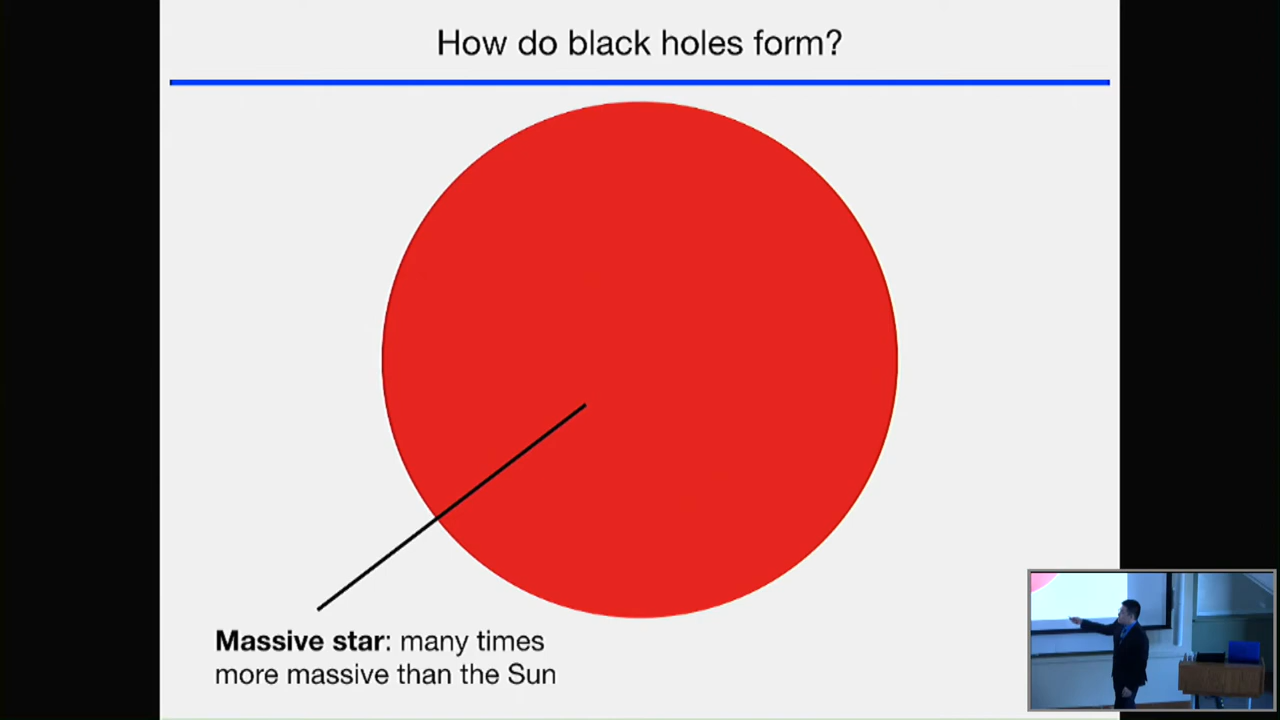 How do black holes form?
Massive star: many times
more massive than the Sun